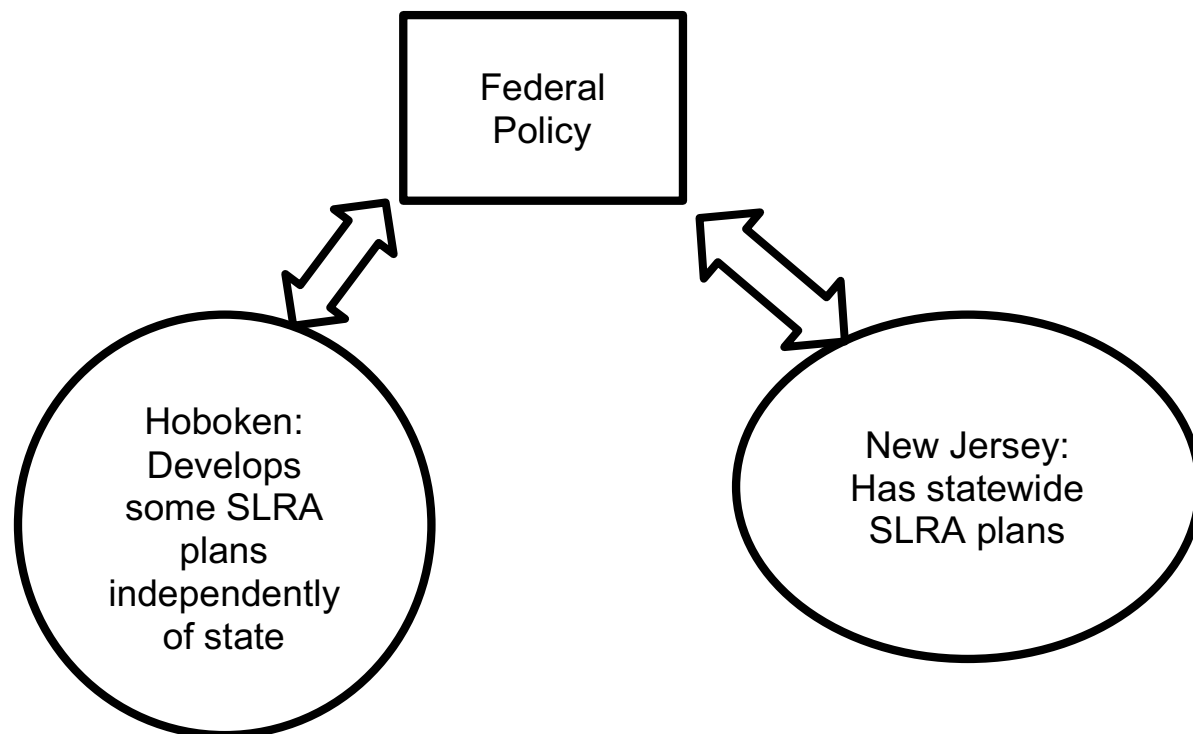 Federal
Policy
Hoboken:
Develops
some SLRA
plans
independently
of state
New Jersey:
Has statewide
SLRA plans